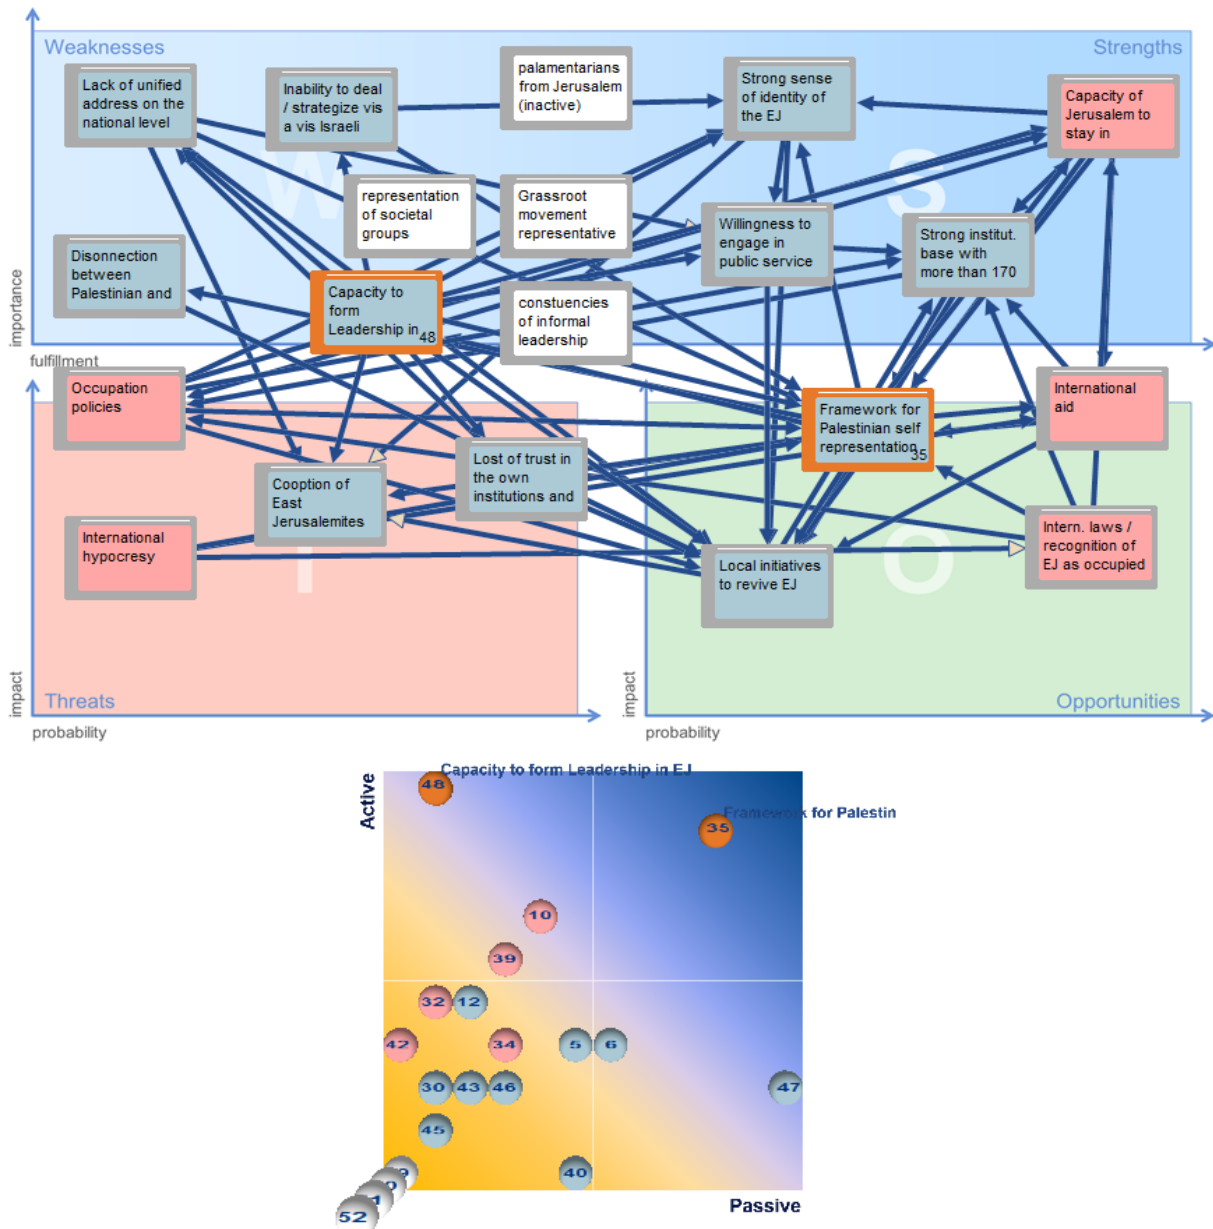 Weaknesses
Strengths
Lack of unified
address on the
national level
Inability to deal
/ strategize vis
a vis Israeli
palamentarians
from Jerusalem
(inactive)
Strong sense
of identity of
the EJ
Capacity of
Jerusalem to
stay in
W
S
representation
of societal
groups
Grassroot
movement
representative
Willingness to
engage in
public service
Strong institut.
base with
more than 170
Disonnection
between
Palestinian and
Capacity to
form
Leadership in
48
constuencies
of informal
leadership
importance
fulfillment
Occupation
policies
Framework for
Palestinian self
representation
35
International
aid
Cooption of
East
Jerusalemites
Lost of trust in
the own
institutions and
International
hypocresy
Local initiatives
to revive EJ
Intern. laws /
recognition of
EJ as occupied
T
O
impact
Threats
probability
impact
Opportunities
probability
Active
Capacity to form Leadership in EJ
48
Framework for Palestin
35
10
39
32
12
42
34
5
6
30
43
46
47
45
40
52
Passive